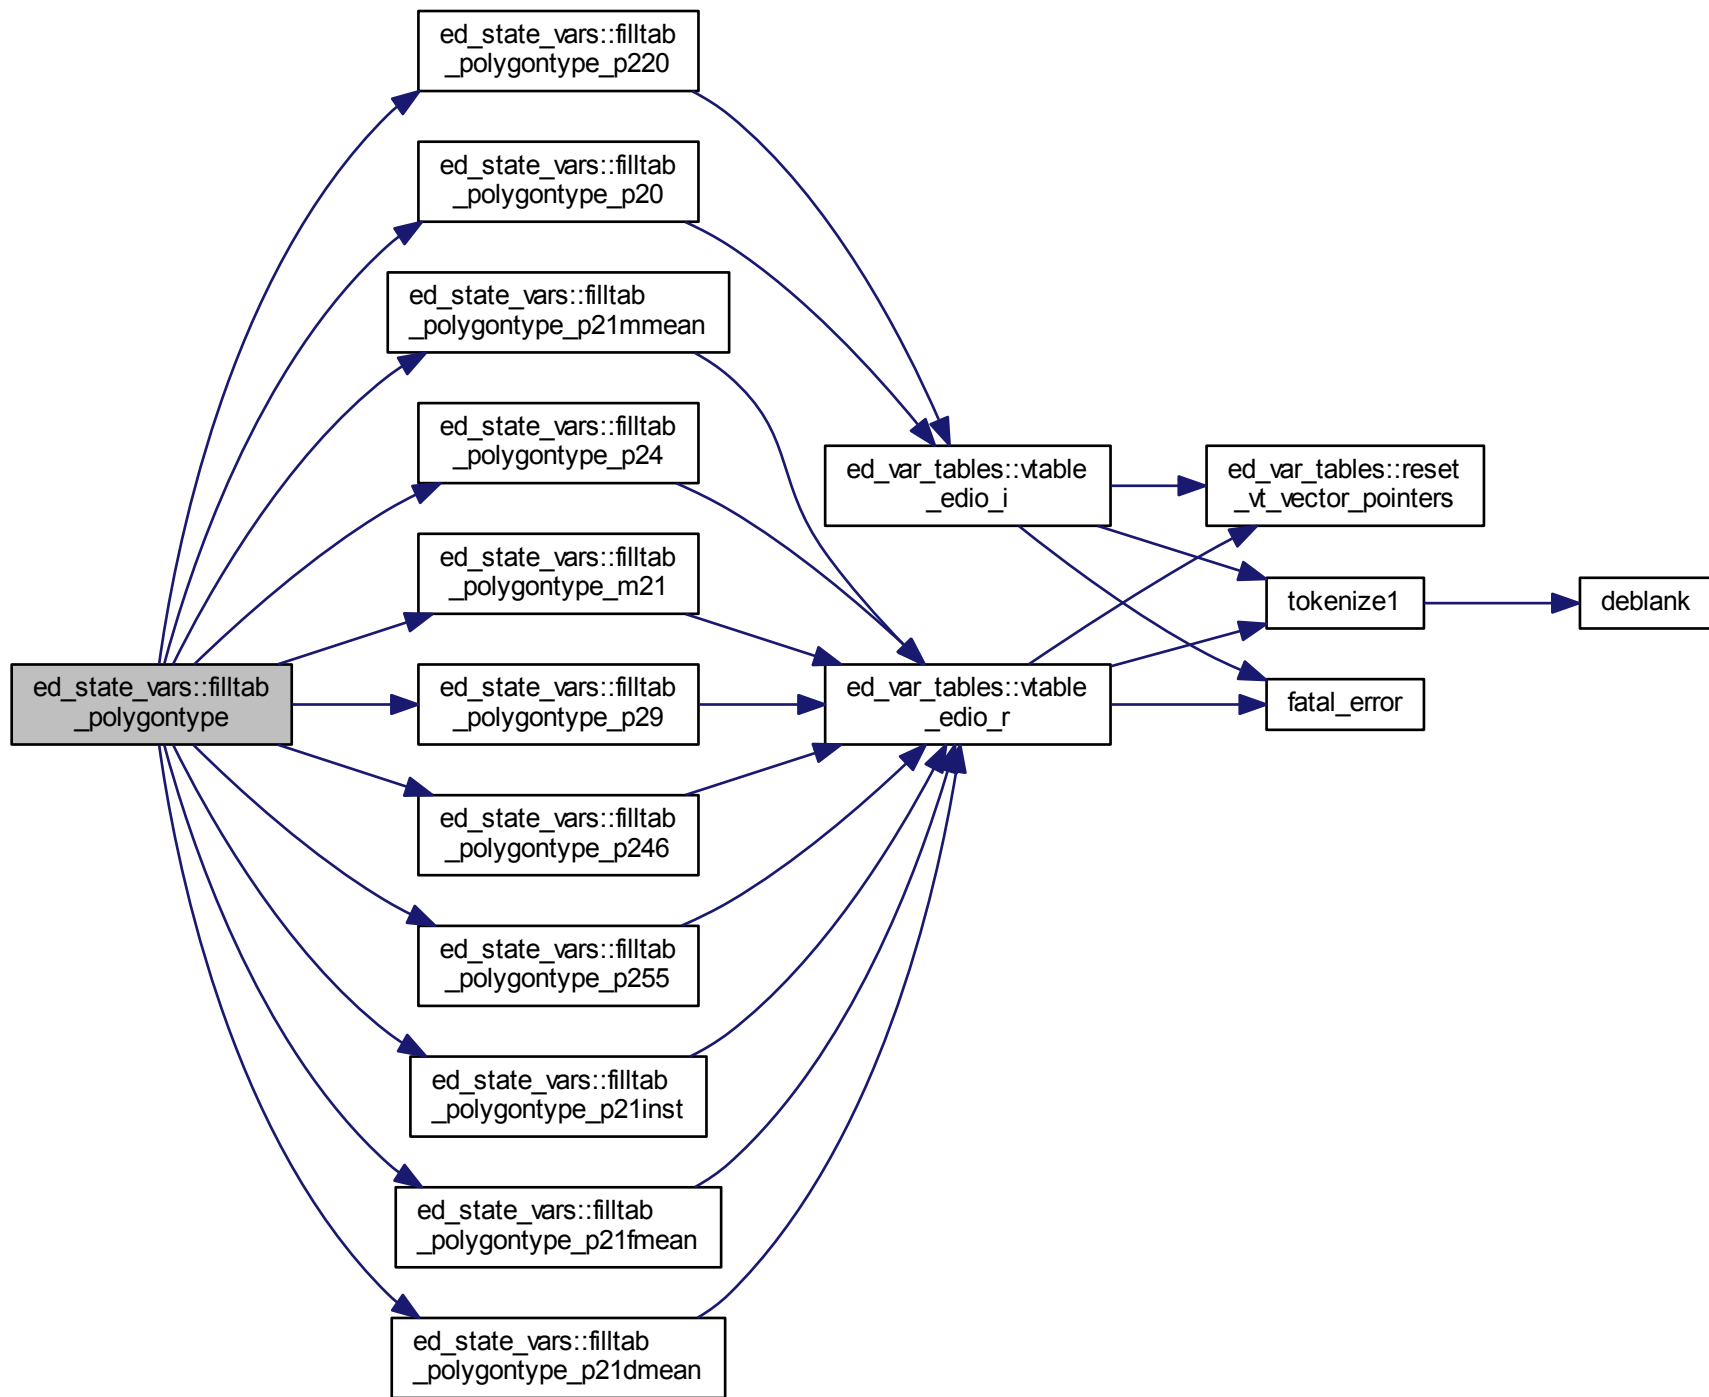 ed_state_vars::filltab
_polygontype_p220
ed_state_vars::filltab
_polygontype_p20
ed_state_vars::filltab
_polygontype_p21mmean
ed_state_vars::filltab
_polygontype_p24
ed_state_vars::filltab
_polygontype_m21
ed_state_vars::filltab
_polygontype
ed_state_vars::filltab
_polygontype_p29
ed_state_vars::filltab
_polygontype_p246
ed_state_vars::filltab
_polygontype_p255
ed_state_vars::filltab
_polygontype_p21inst
ed_state_vars::filltab
_polygontype_p21fmean
ed_state_vars::filltab
_polygontype_p21dmean
ed_var_tables::vtable
_edio_i
ed_var_tables::vtable
_edio_r
ed_var_tables::reset
_vt_vector_pointers
tokenize1
fatal_error
deblank